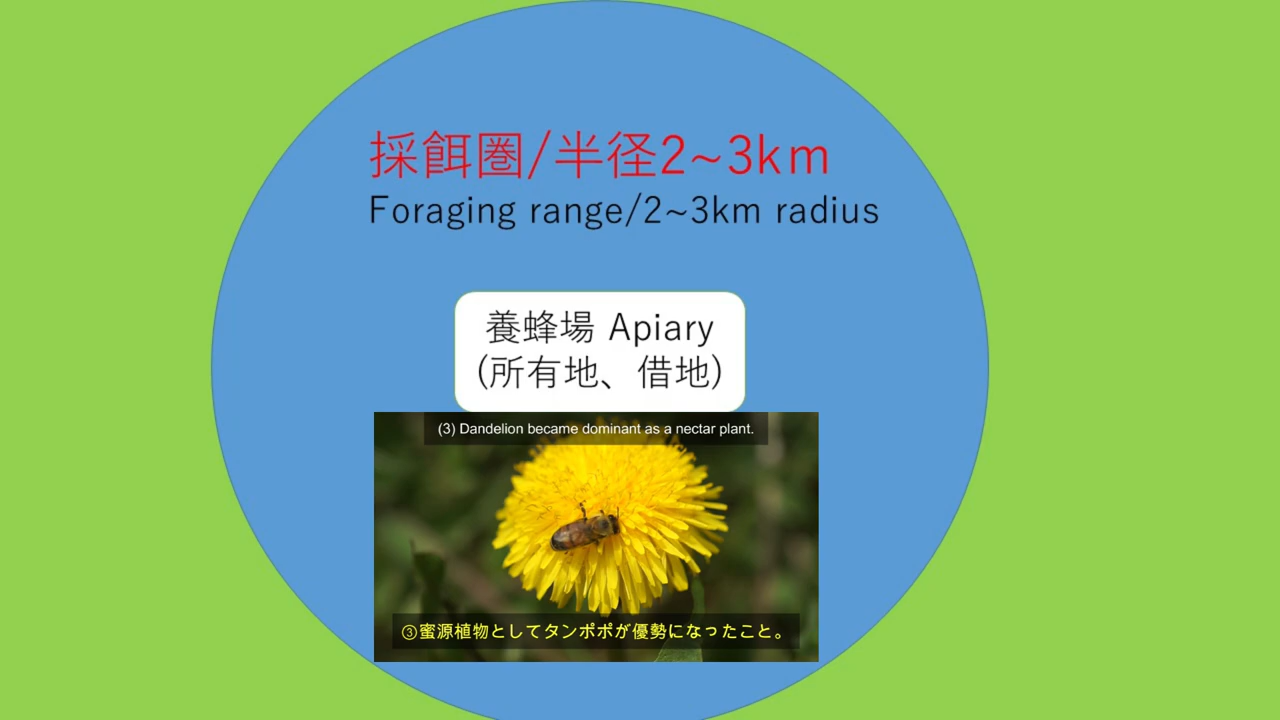 採餌圏/半径2~3km
Foraging range/2~3km radius
養蜂場 Apiary
(所有地、借地)
(3) Dandelion became dominant as a nectar plant.
③蜜源植物としてタンポポが優勢になったこと。